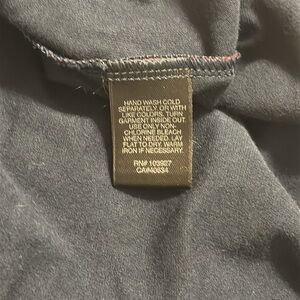 HAND WASH COLD
SEPARATELY OR WITH
LIKE COLORS. TURN
GARMENT INSIDE OUT.
USE ONLY NON-
CHLORINE BLEACH
WHEN NEEDED. LAY
FLAT TO DRY. WARM
IRON IF NECESSARY.
RN# 103927
CA#40634